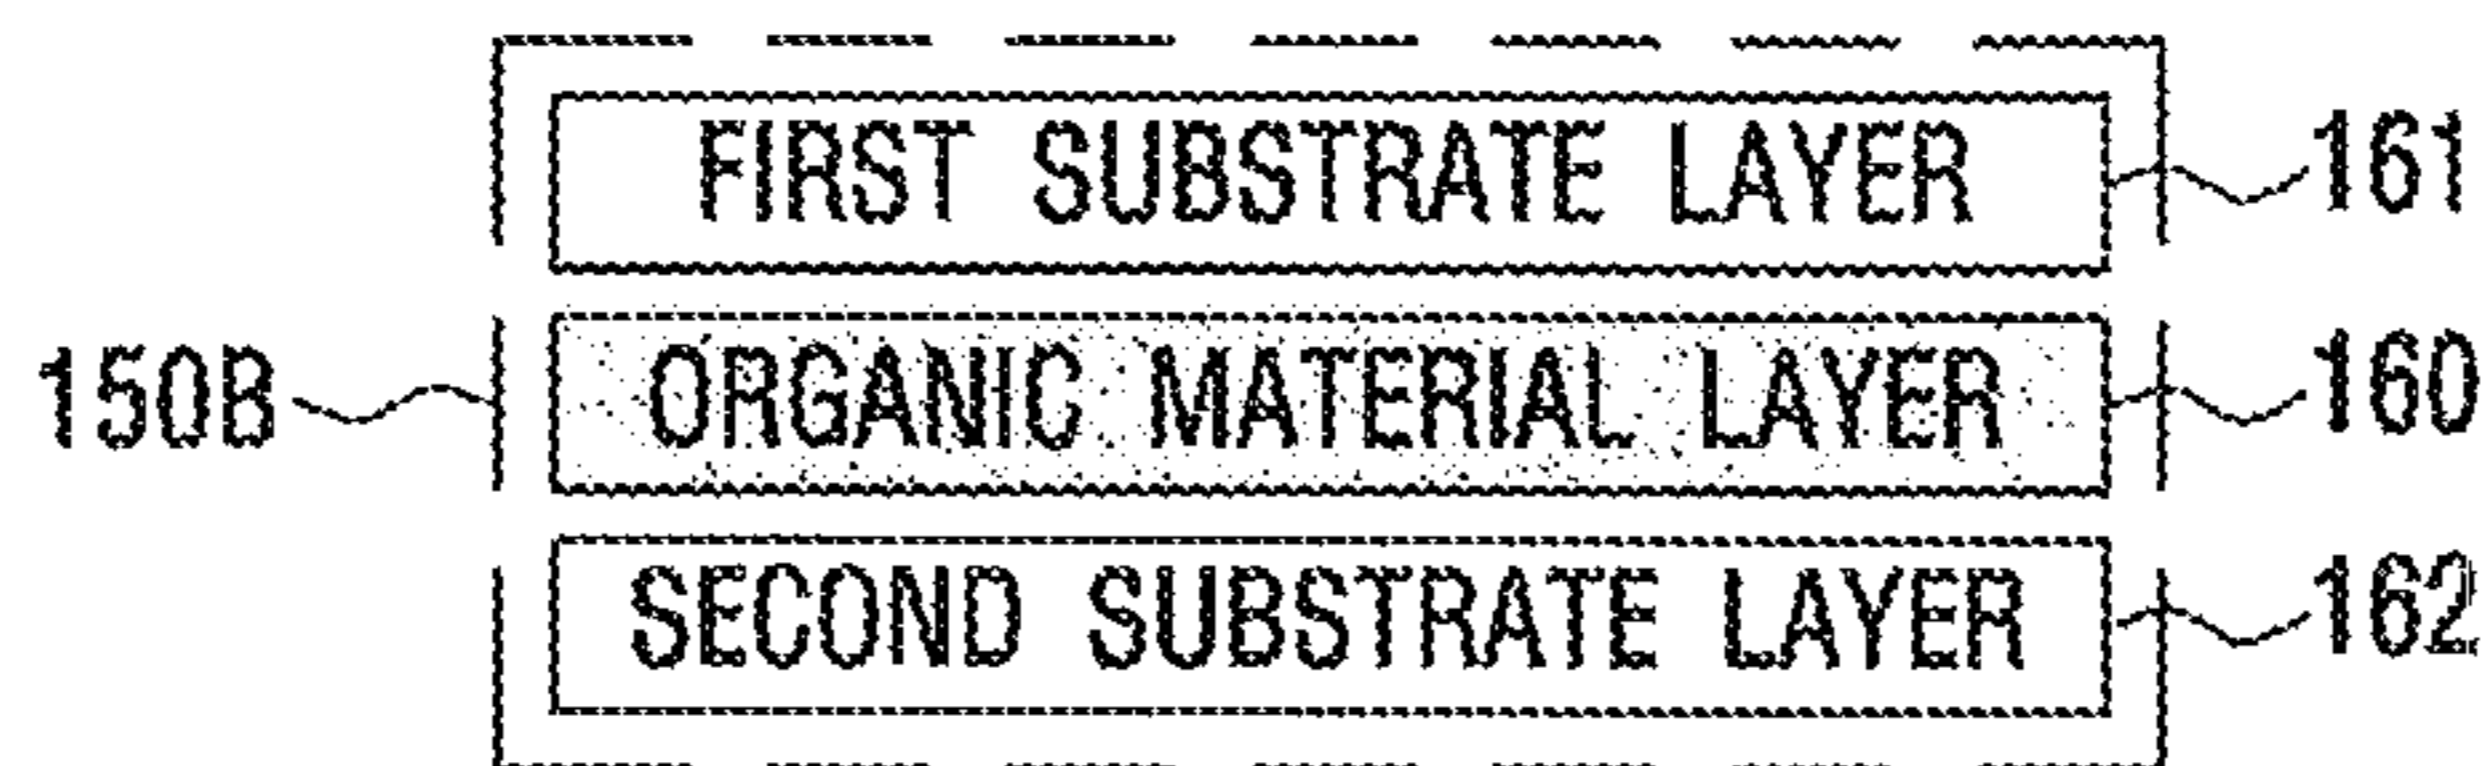 FIRST SUBSTRATE LAYER 161
150B ORGANIC MATERIAL LAYER 160
SECOND SUBSTRATE LAYER 162